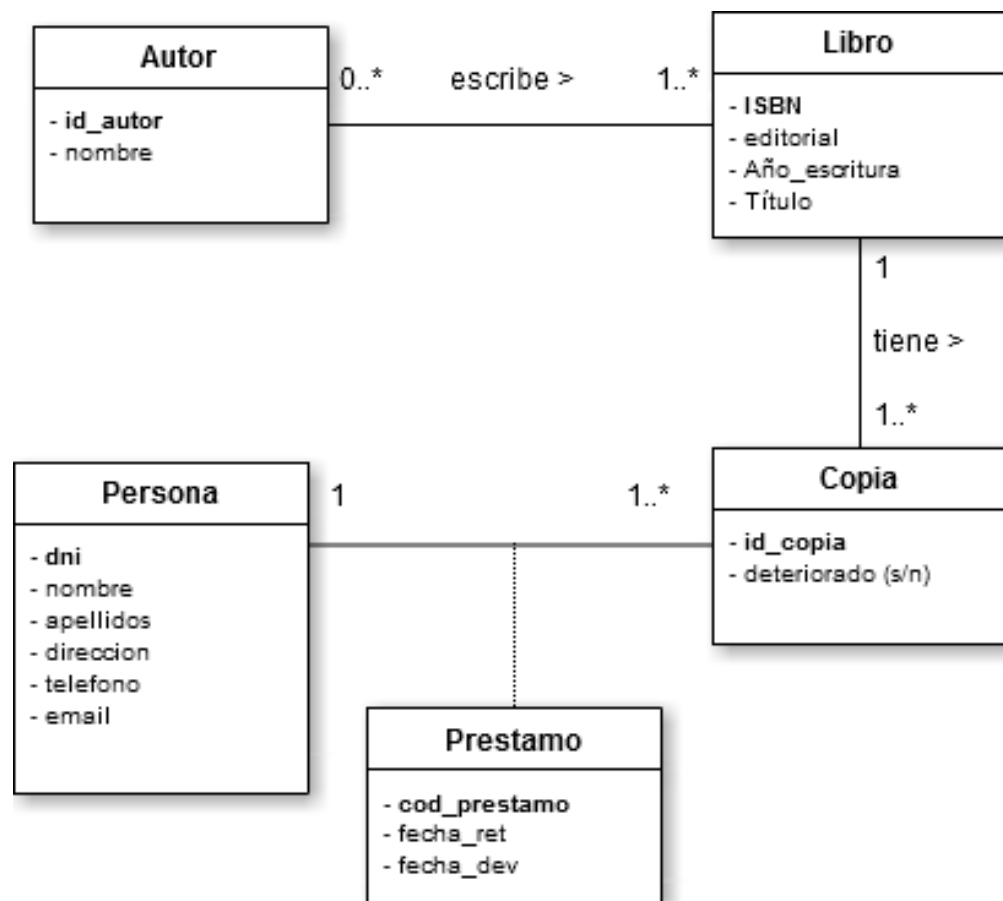 Autor
- id_autor
- nombre
0..*
escribe >
1..*
Libro
- ISBN
- editorial
- Año_escritura
- Título
1
tiene >
1..*
Copia
- id_copia
- deteriorado (s/n)
Persona
- dni
- nombre
- apellidos
- direccion
- telefono
- email
1
1..*
Prestamo
- cod_prestamo
- fecha_ret
- fecha_dev